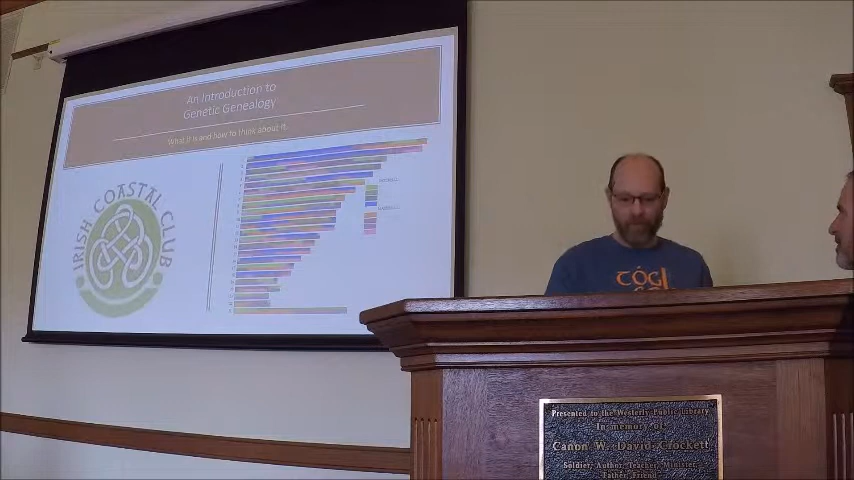 An Introduction to
Genetic Genealogy
What it is and how to think about it.
IRISH COASTAL CLUB
TÓG
Presented to the Westerly Public Library
In memory of
Canon W. David Crockett
Soldier, Author, Teacher, Minister,
Father, Friend